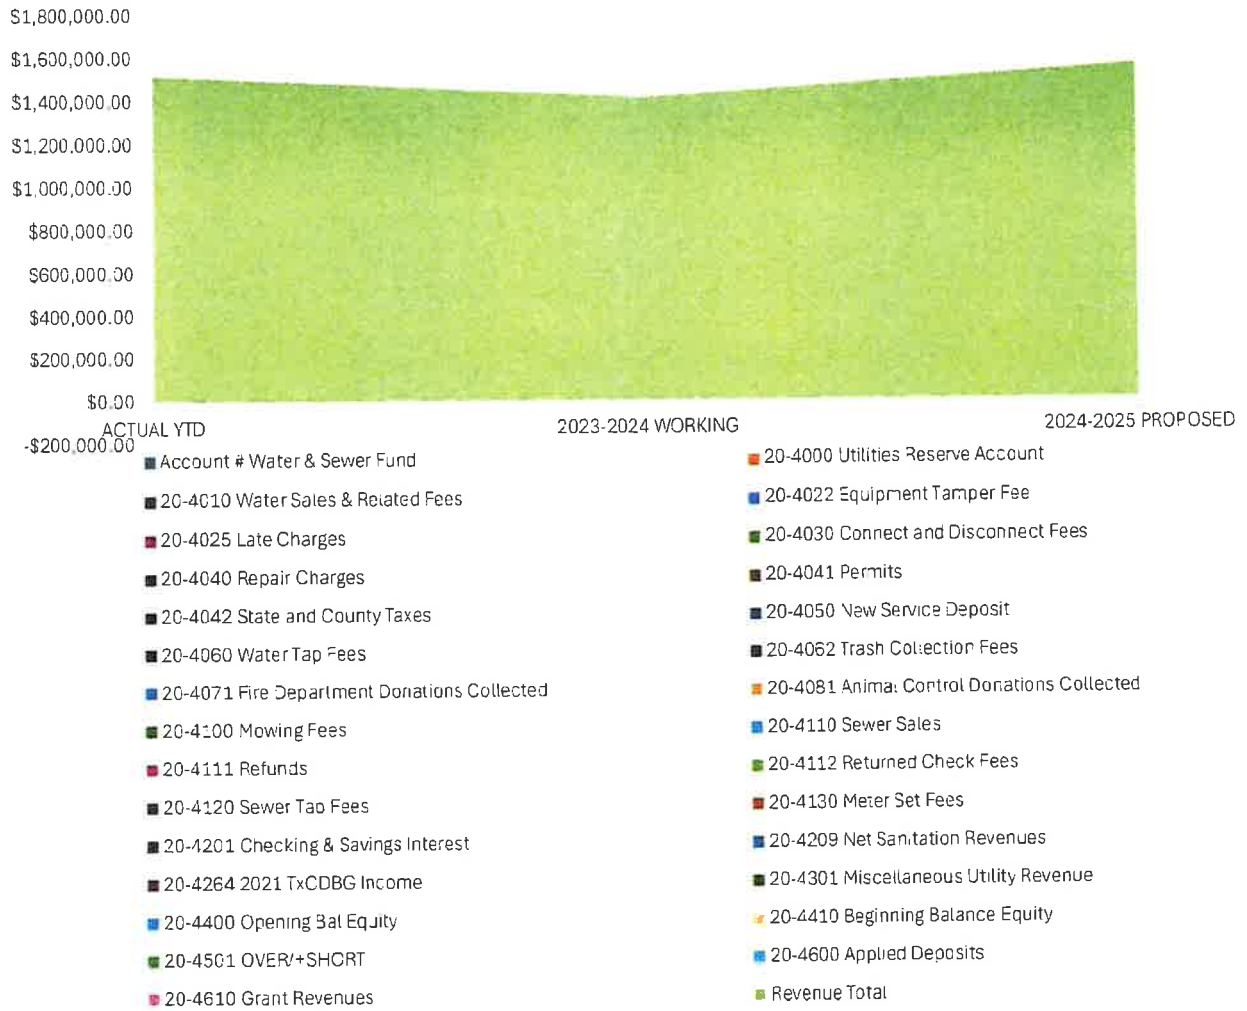 $1,800,000.00
$1,600,000.00
$1,400,000.00
$1,200,000.00
$1,000,000.00
$800,000.00
$600,000.00
$400,000.00
$200,000.00
$0.00
-$200,000.00
ACTUAL YTD
2023-2024 WORKING
2024-2025 PROPOSED
Account # Water & Sewer Fund
20-4000 Utilities Reserve Account
20-4010 Water Sales & Related Fees
20-4022 Equipment Tamper Fee
20-4025 Late Charges
20-4030 Connect and Disconnect Fees
20-4040 Repair Charges
20-4041 Permits
20-4042 State and County Taxes
20-4050 New Service Deposit
20-4060 Water Tap Fees
20-4062 Trash Collection Fees
20-4071 Fire Department Donations Collected
20-4081 Animal Control Donations Collected
20-4100 Mowing Fees
20-4110 Sewer Sales
20-4111 Refunds
20-4112 Returned Check Fees
20-4120 Sewer Tap Fees
20-4130 Meter Set Fees
20-4201 Checking & Savings Interest
20-4209 Net Sanitation Revenues
20-4264 2021 TxCDBG Income
20-4301 Miscellaneous Utility Revenue
20-4400 Opening Bal Equity
20-4410 Beginning Balance Equity
20-4501 OVER/+SHORT
20-4600 Applied Deposits
20-4610 Grant Revenues
Revenue Total